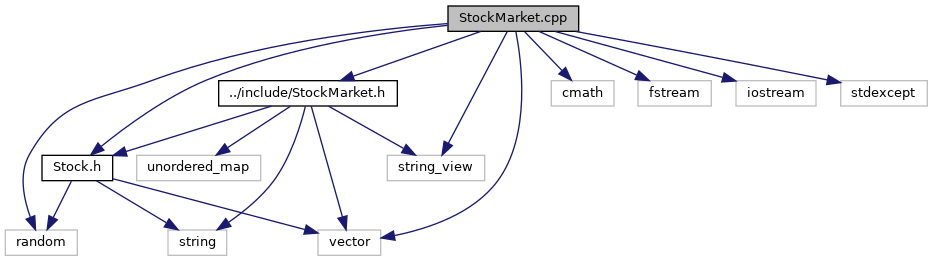 StockMarket.cpp
../include/StockMarket.h
cmath
fstream
iostream
stdexcept
Stock.h
unordered_map
string_view
random
string
vector